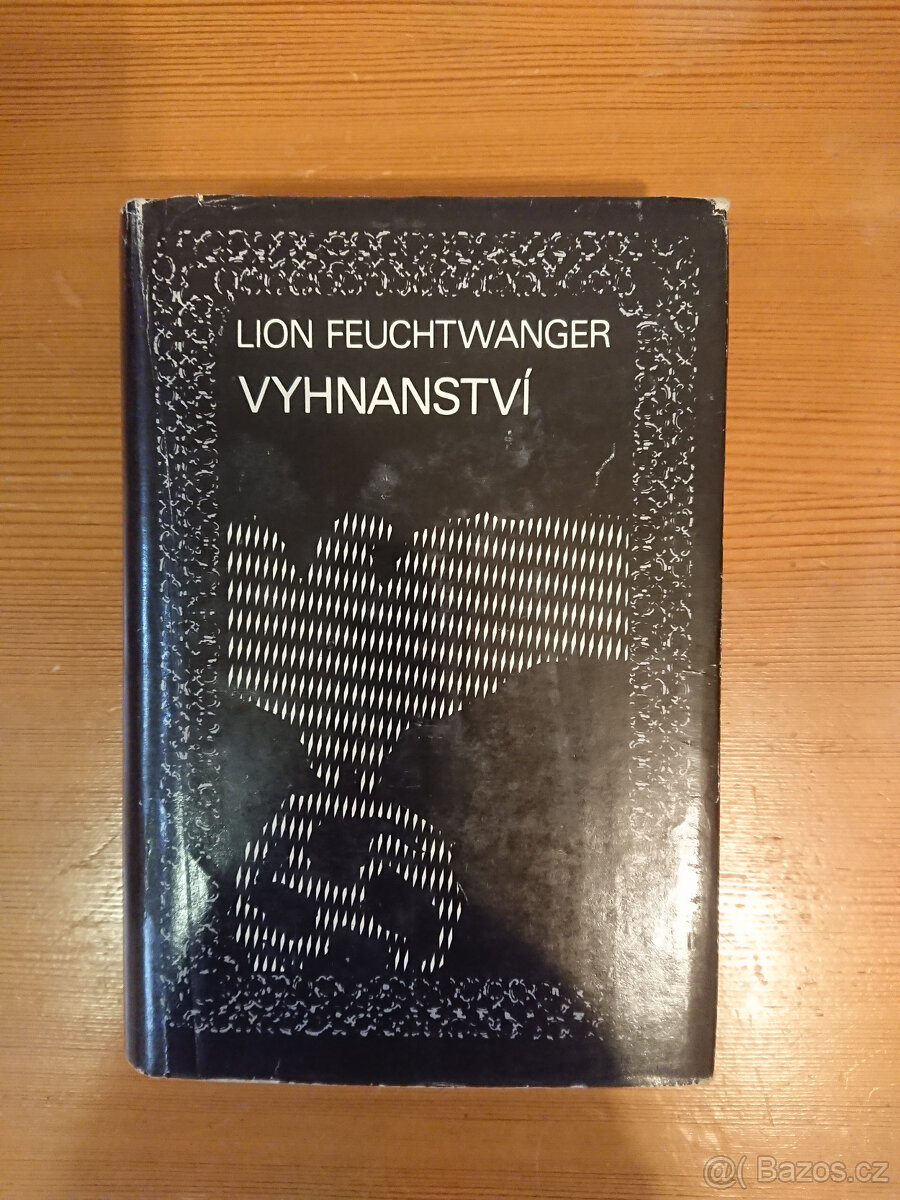 LION FEUCHTWANGER
VYHNANSTVÍ
@( Bazos.cz